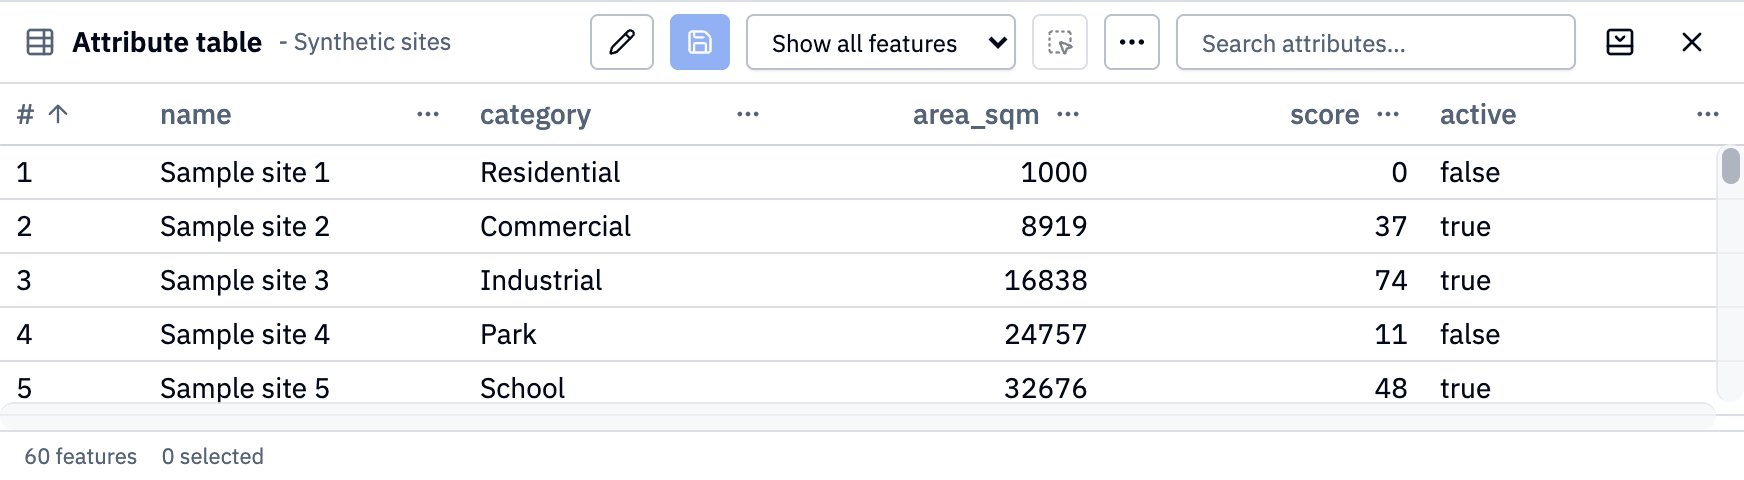 Attribute table - Synthetic sites Show all features Search attributes...
# name ... category ... area_sqm ... score ... active ...
1 Sample site 1 Residential 1000 0 false
2 Sample site 2 Commercial 8919 37 true
3 Sample site 3 Industrial 16838 74 true
4 Sample site 4 Park 24757 11 false
5 Sample site 5 School 32676 48 true
60 features 0 selected